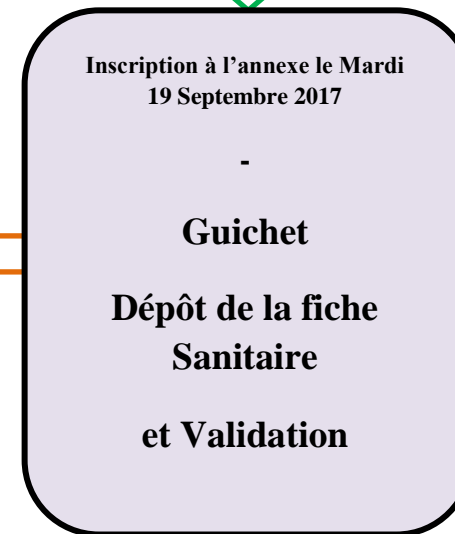 Inscription à l’annexe le Mardi
19 Septembre 2017
-
Guichet
Dépôt de la fiche
Sanitaire
et Validation